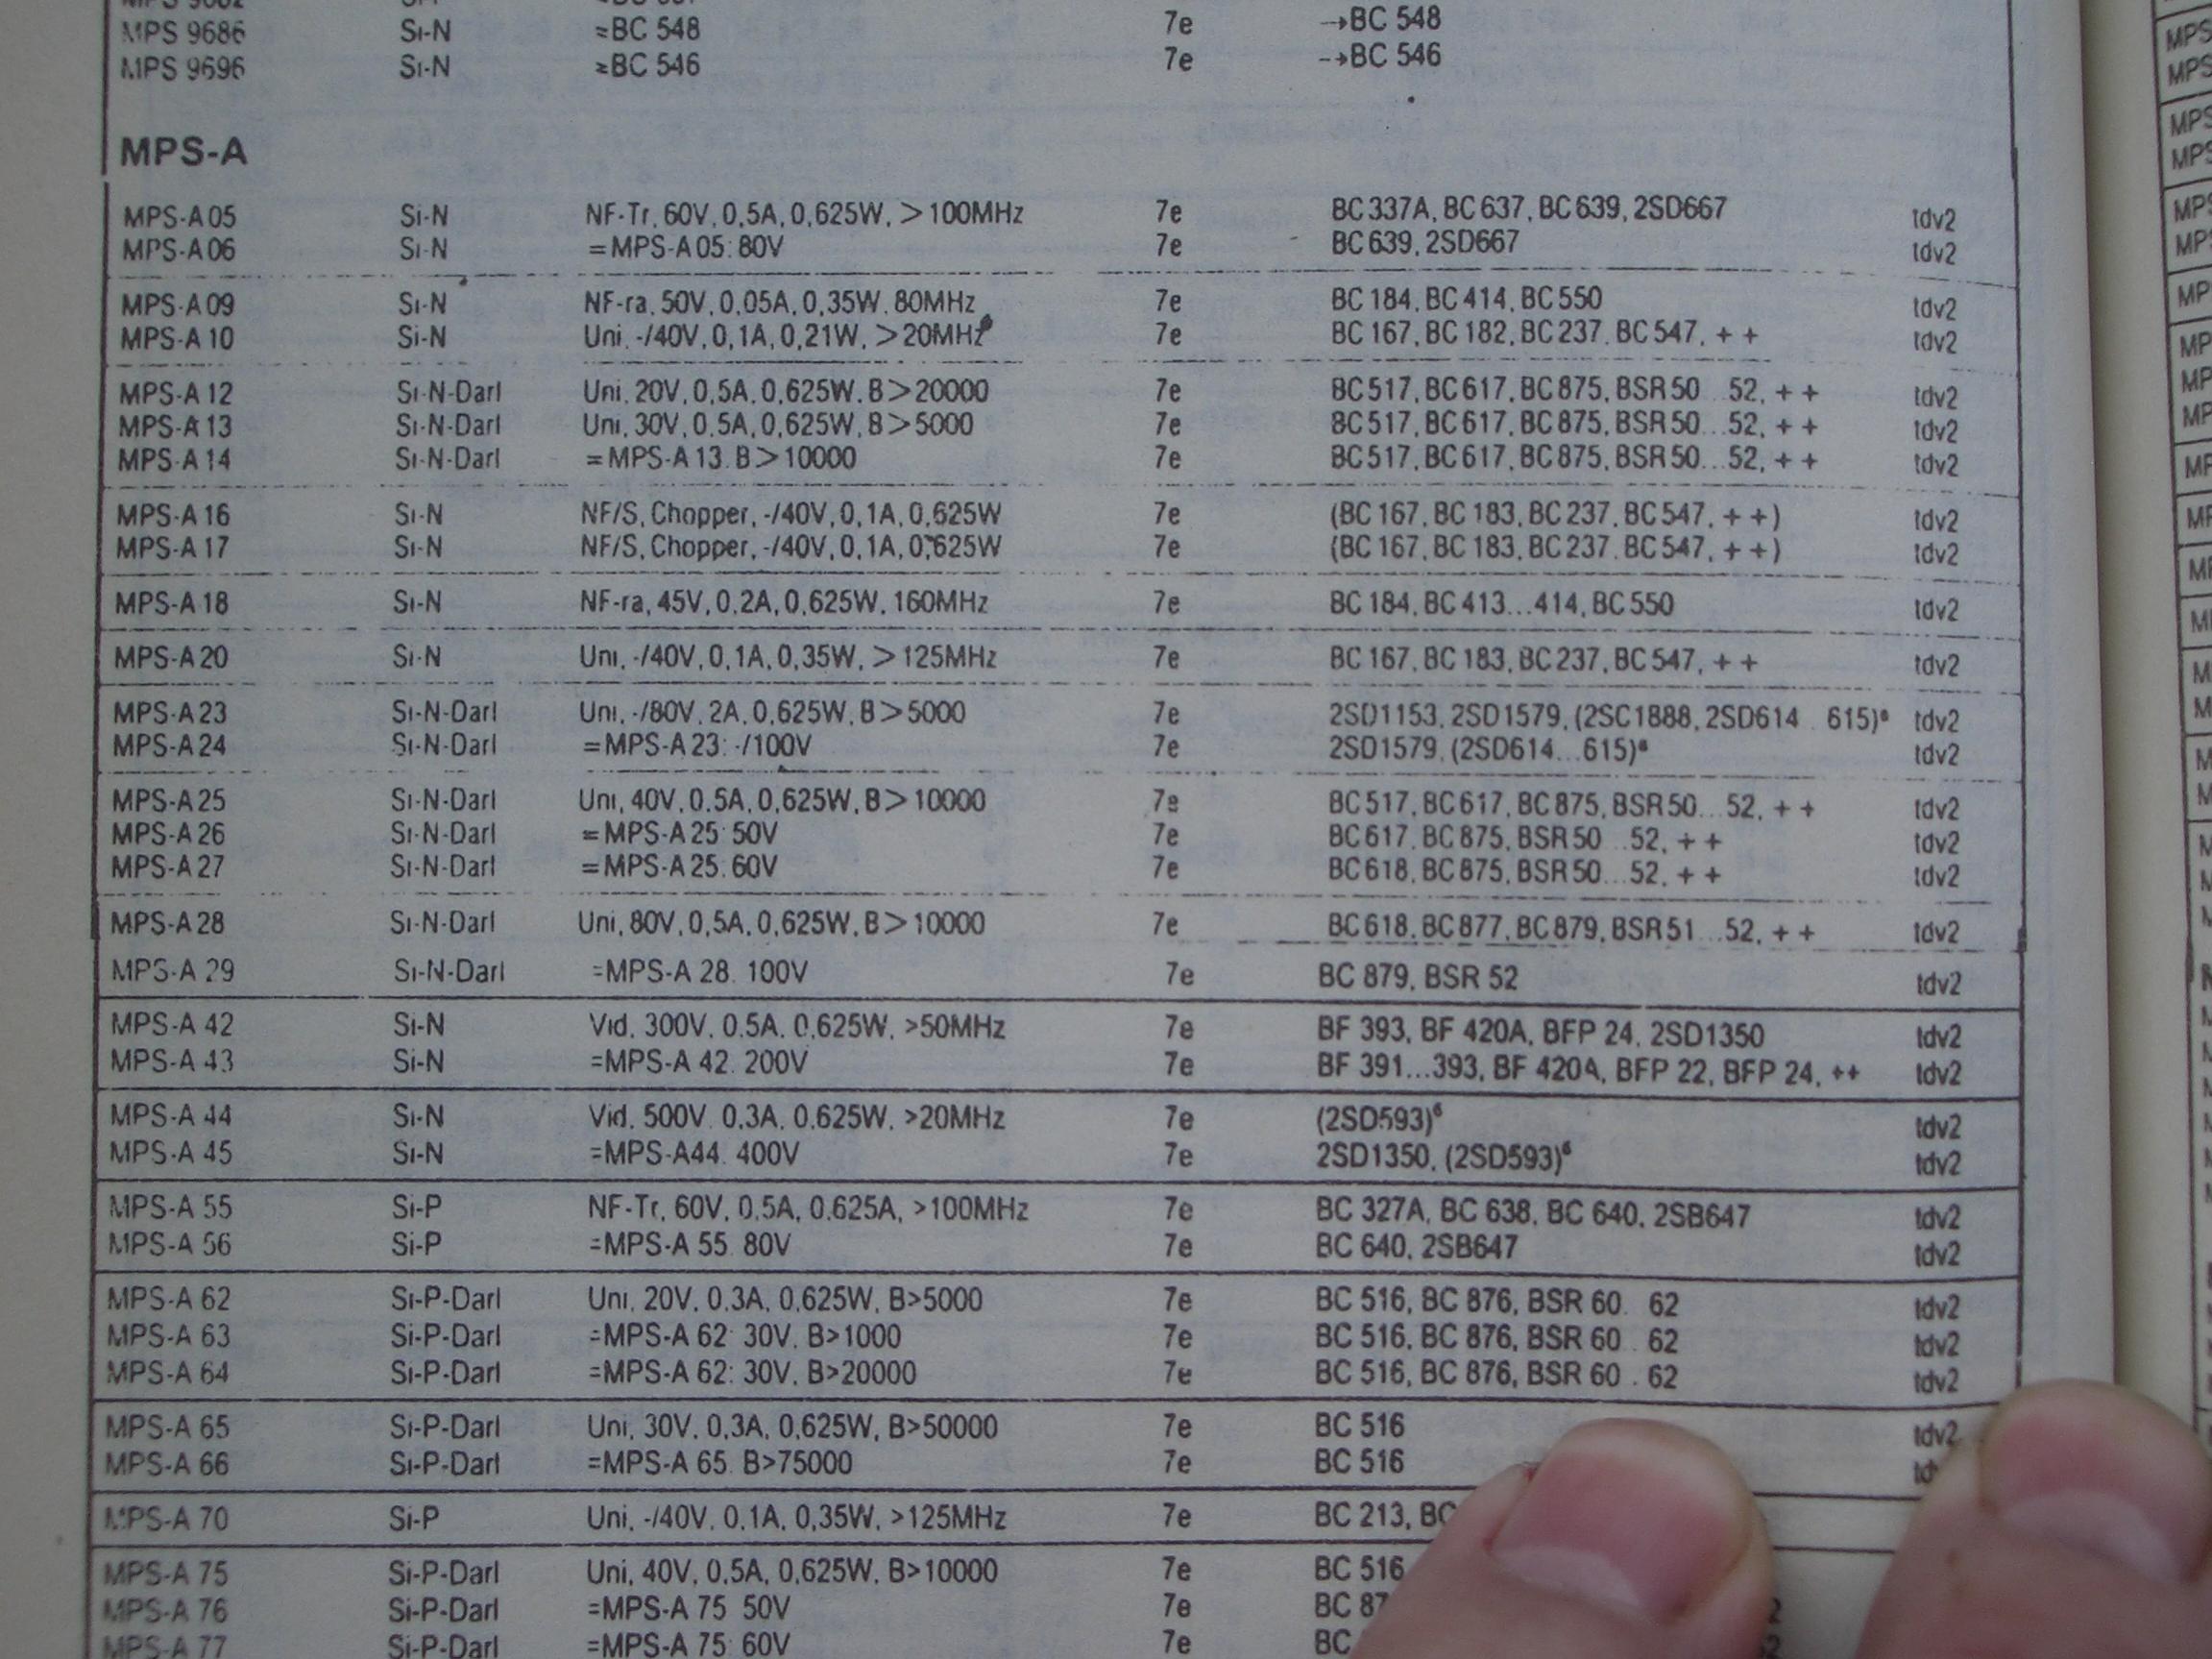 MPS 9686 Si-N ≈BC 548 7e →BC 548
MPS 9696 Si-N ≈BC 546 7e →BC 546
MPS-A
MPS-A 05 Si-N NF-Tr, 60V, 0,5A, 0,625W, >100MHz 7e BC 337A, BC 637, BC 639, 2SD667 tdv2
MPS-A 06 Si-N =MPS-A 05: 80V 7e BC 639, 2SD667 tdv2
MPS-A 09 Si-N NF-ra, 50V, 0,05A, 0,35W, 80MHz 7e BC 184, BC 414, BC 550 tdv2
MPS-A 10 Si-N Uni, -/40V, 0,1A, 0,21W, >20MHz 7e BC 167, BC 182, BC 237, BC 547, ++ tdv2
MPS-A 12 Si-N-Darl Uni, 20V, 0,5A, 0,625W, B>20000 7e BC 517, BC 617, BC 875, BSR 50...52, ++ tdv2
MPS-A 13 Si-N-Darl Uni, 30V, 0,5A, 0,625W, B>5000 7e BC 517, BC 617, BC 875, BSR 50...52, ++ tdv2
MPS-A 14 Si-N-Darl =MPS-A 13: B>10000 7e BC 517, BC 617, BC 875, BSR 50...52, ++ tdv2
MPS-A 16 Si-N NF/S, Chopper, -/40V, 0,1A, 0,625W 7e (BC 167, BC 183, BC 237, BC 547, ++) tdv2
MPS-A 17 Si-N NF/S, Chopper, -/40V, 0,1A, 0,625W 7e (BC 167, BC 183, BC 237, BC 547, ++) tdv2
MPS-A 18 Si-N NF-ra, 45V, 0,2A, 0,625W, 160MHz 7e BC 184, BC 413...414, BC 550 tdv2
MPS-A 20 Si-N Uni, -/40V, 0,1A, 0,35W, >125MHz 7e BC 167, BC 183, BC 237, BC 547, ++ tdv2
MPS-A 23 Si-N-Darl Uni, -/80V, 2A, 0,625W, B>5000 7e 2SD1153, 2SD1579, (2SC1888, 2SD614...615)⁶ tdv2
MPS-A 24 Si-N-Darl =MPS-A 23: -/100V 7e 2SD1579, (2SD614...615)⁶ tdv2
MPS-A 25 Si-N-Darl Uni, 40V, 0,5A, 0,625W, B>10000 7e BC 517, BC 617, BC 875, BSR 50...52, ++ tdv2
MPS-A 26 Si-N-Darl =MPS-A 25: 50V 7e BC 617, BC 875, BSR 50...52, ++ tdv2
MPS-A 27 Si-N-Darl =MPS-A 25: 60V 7e BC 618, BC 875, BSR 50...52, ++ tdv2
MPS-A 28 Si-N-Darl Uni, 80V, 0,5A, 0,625W, B>10000 7e BC 618, BC 877, BC 879, BSR 51...52, ++ tdv2
MPS-A 29 Si-N-Darl =MPS-A 28: 100V 7e BC 879, BSR 52 tdv2
MPS-A 42 Si-N Vid, 300V, 0,5A, 0,625W, >50MHz 7e BF 393, BF 420A, BFP 24, 2SD1350 tdv2
MPS-A 43 Si-N =MPS-A 42: 200V 7e BF 391...393, BF 420A, BFP 22, BFP 24, ++ tdv2
MPS-A 44 Si-N Vid, 500V, 0,3A, 0,625W, >20MHz 7e (2SD593)⁶ tdv2
MPS-A 45 Si-N =MPS-A44: 400V 7e 2SD1350, (2SD593)⁶ tdv2
MPS-A 55 Si-P NF-Tr, 60V, 0,5A, 0,625A, >100MHz 7e BC 327A, BC 638, BC 640, 2SB647 tdv2
MPS-A 56 Si-P =MPS-A 55: 80V 7e BC 640, 2SB647 tdv2
MPS-A 62 Si-P-Darl Uni, 20V, 0,3A, 0,625W, B>5000 7e BC 516, BC 876, BSR 60...62 tdv2
MPS-A 63 Si-P-Darl =MPS-A 62: 30V, B>1000 7e BC 516, BC 876, BSR 60...62 tdv2
MPS-A 64 Si-P-Darl =MPS-A 62: 30V, B>20000 7e BC 516, BC 876, BSR 60...62 tdv2
MPS-A 65 Si-P-Darl Uni, 30V, 0,3A, 0,625W, B>50000 7e BC 516 tdv2
MPS-A 66 Si-P-Darl =MPS-A 65: B>75000 7e BC 516
MPS-A 70 Si-P Uni, -/40V, 0,1A, 0,35W, >125MHz 7e BC 213, BC
MPS-A 75 Si-P-Darl Uni, 40V, 0,5A, 0,625W, B>10000 7e BC 516
MPS-A 76 Si-P-Darl =MPS-A 75: 50V 7e BC 87
MPS-A 77 Si-P-Darl =MPS-A 75: 60V 7e BC